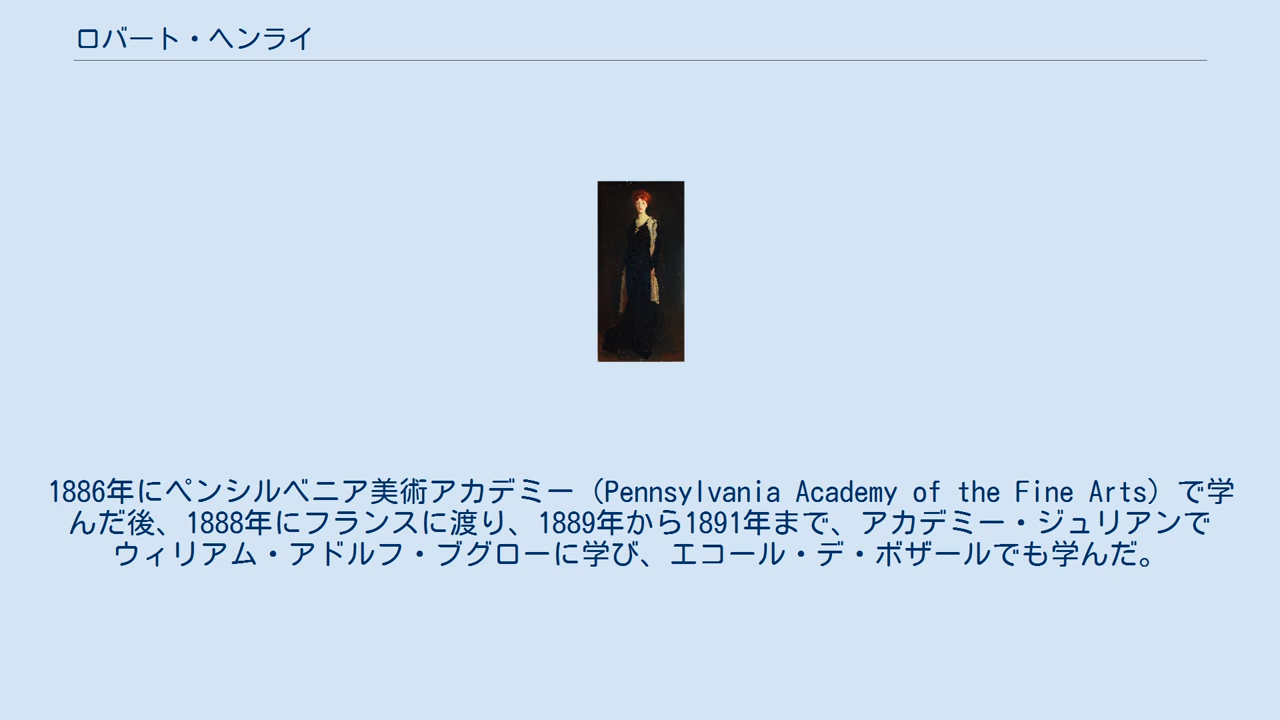 ロバート・ヘンライ
1886年にペンシルベニア美術アカデミー（Pennsylvania Academy of the Fine Arts）で学
んだ後、1888年にフランスに渡り、1889年から1891年まで、アカデミー・ジュリアンで
ウィリアム・アドルフ・ブグローに学び、エコール・デ・ボザールでも学んだ。